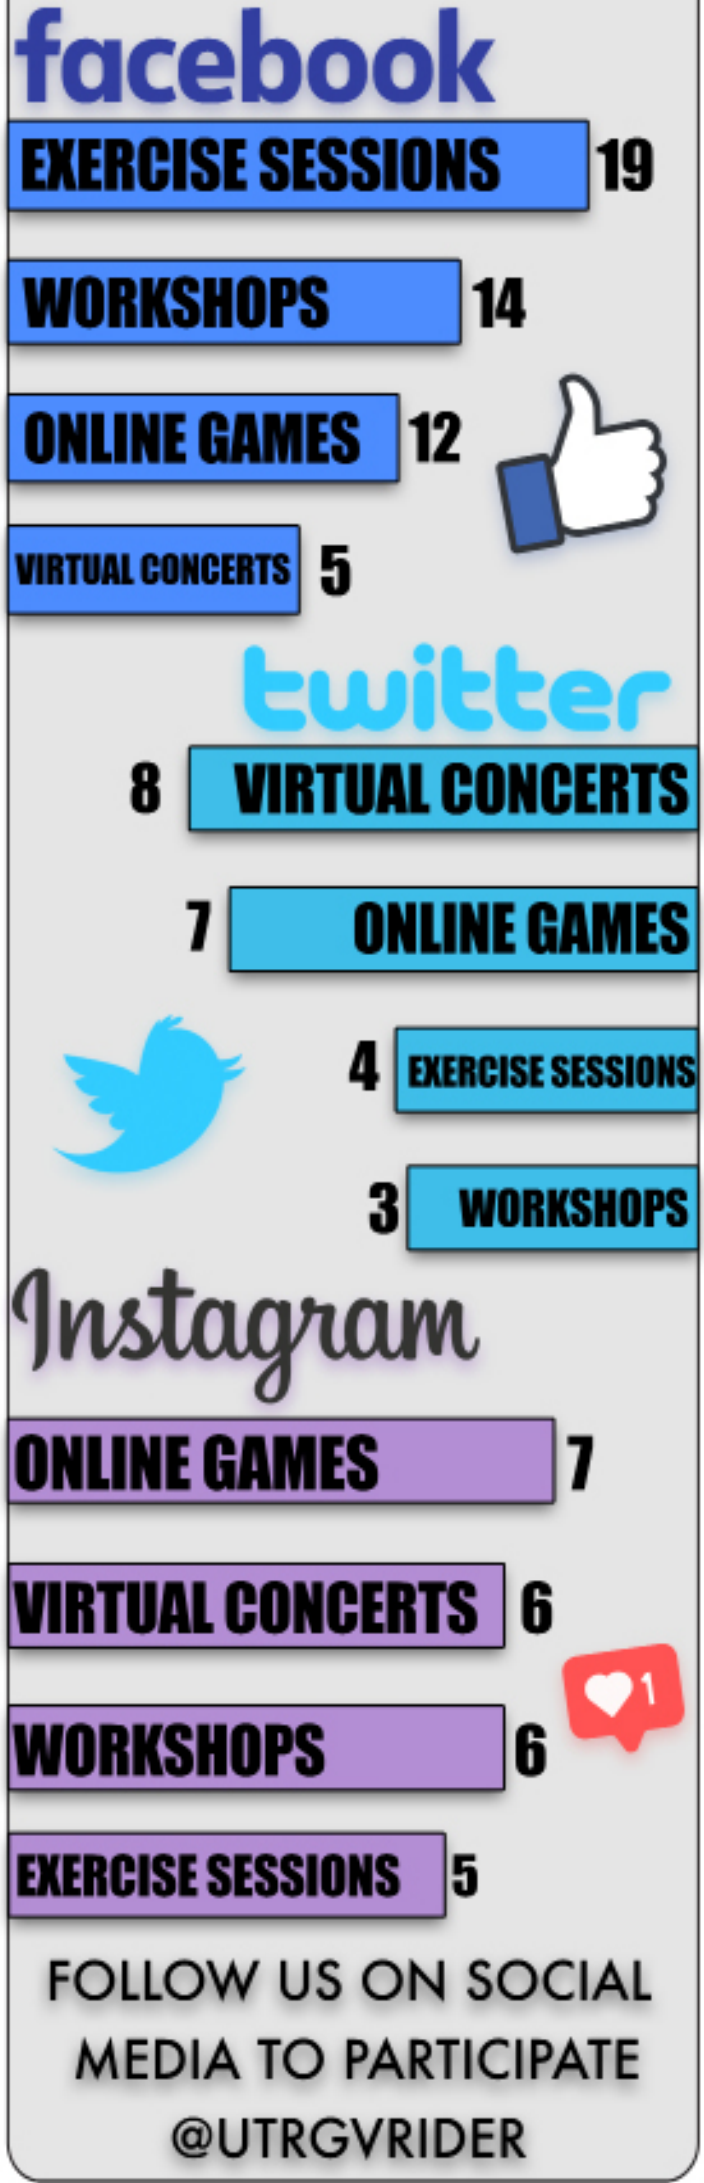 facebook
EXERCISE SESSIONS 19
WORKSHOPS 14
ONLINE GAMES 12
VIRTUAL CONCERTS 5
twitter
8 VIRTUAL CONCERTS
7 ONLINE GAMES
4 EXERCISE SESSIONS
3 WORKSHOPS
Instagram
ONLINE GAMES 7
VIRTUAL CONCERTS 6
1
WORKSHOPS 6
EXERCISE SESSIONS 5
FOLLOW US ON SOCIAL
MEDIA TO PARTICIPATE
@UTRGVRIDER